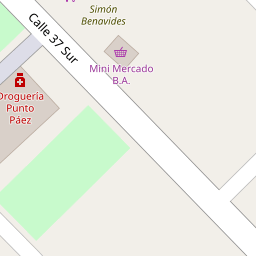 Simón
Benavides
Calle 37 Sur
Mini Mercado
B.A.
Droguería
Punto
Páez